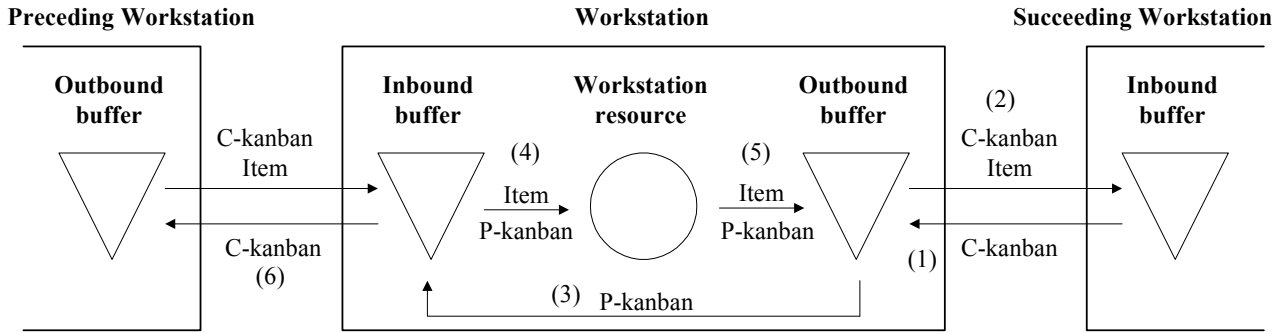 Preceding Workstation
Workstation
Succeeding Workstation
Outbound
buffer
Inbound
buffer
Workstation
resource
Outbound
buffer
Inbound
buffer
C-kanban
Item
C-kanban
(6)
(4)
Item
P-kanban
(5)
Item
P-kanban
(2)
C-kanban
Item
C-kanban
(1)
(3)
P-kanban